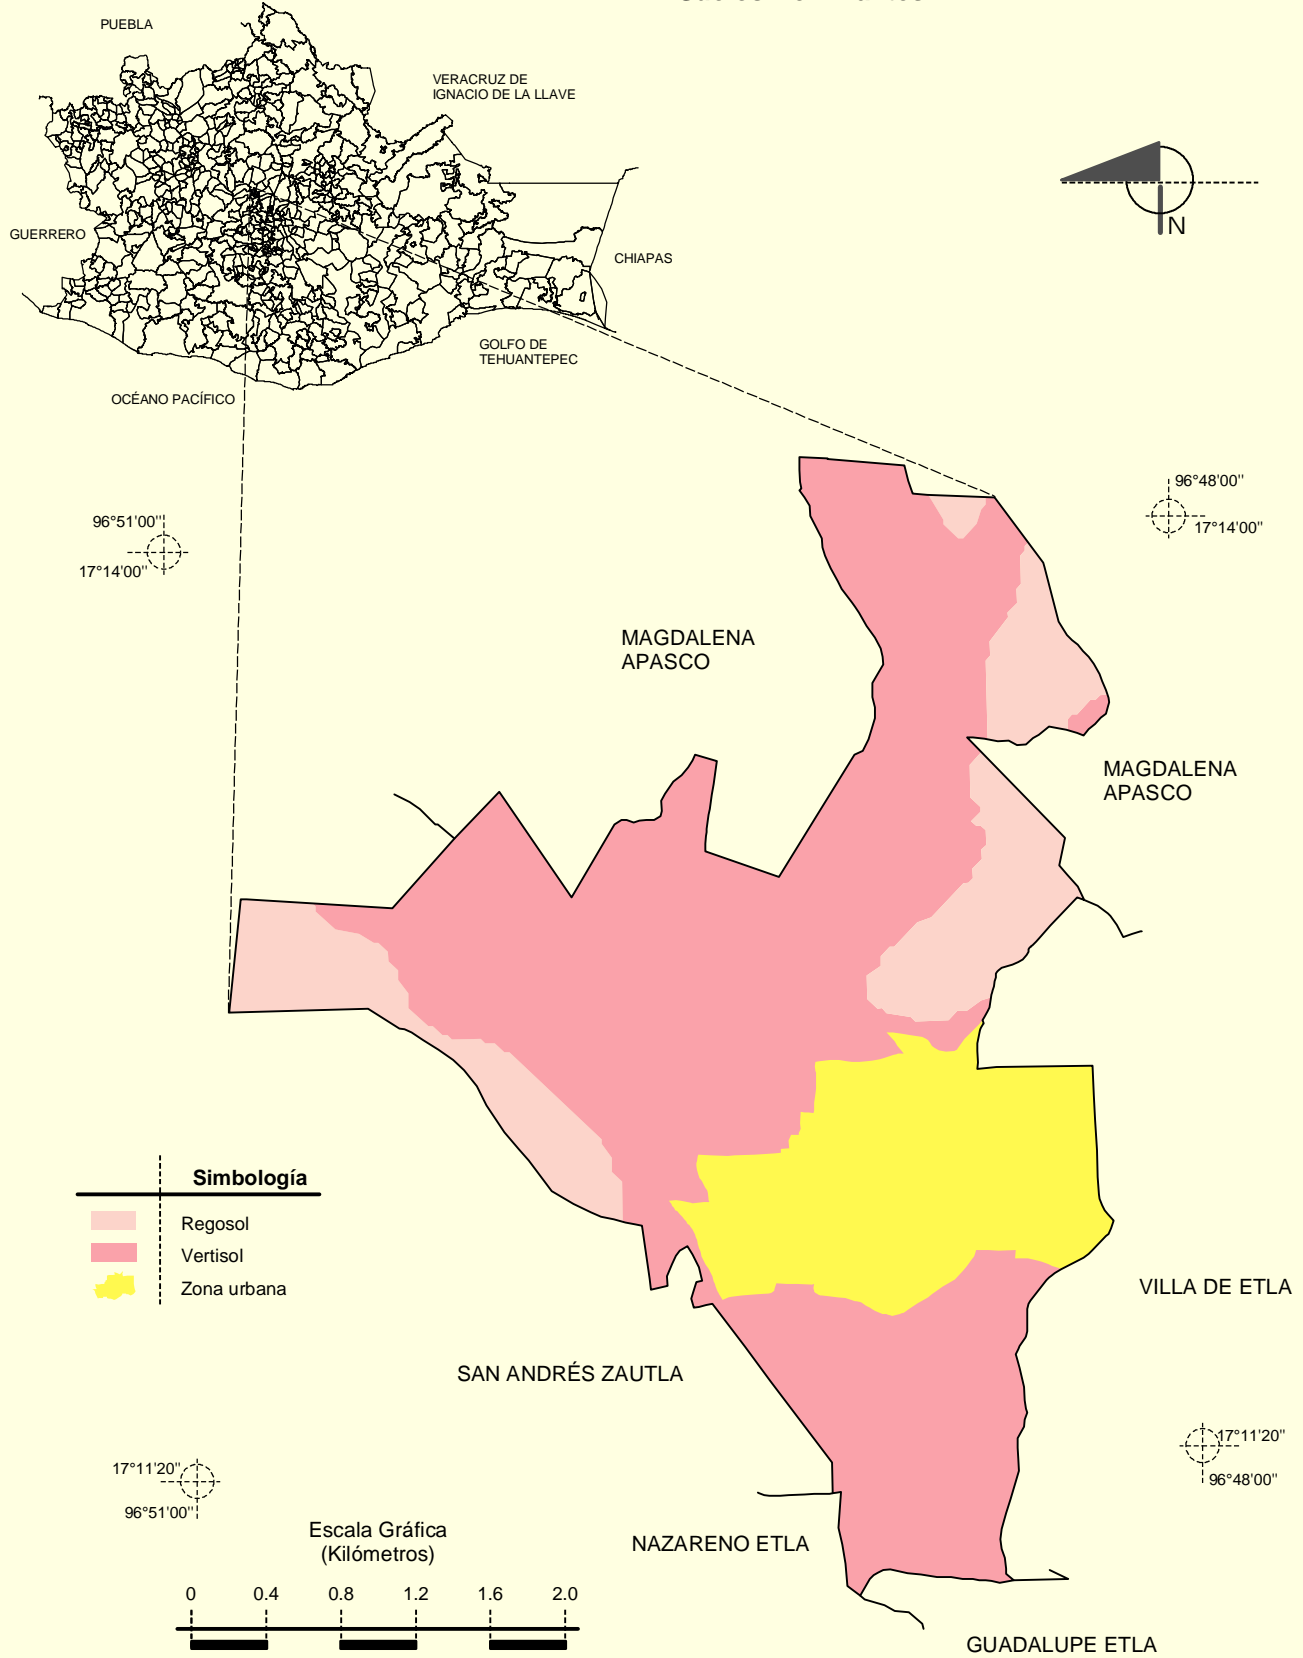 PUEBLA
VERACRUZ DE
IGNACIO DE LA LLAVE
GUERRERO
CHIAPAS
GOLFO DE
TEHUANTEPEC
OCÉANO PACÍFICO
N
96°48'00"
17°14'00"
96°51'00"
17°14'00"
MAGDALENA
APASCO
MAGDALENA
APASCO
Simbología
Regosol
Vertisol
Zona urbana
VILLA DE ETLA
SAN ANDRÉS ZAUTLA
17°11'20"
96°48'00"
17°11'20"
96°51'00"
Escala Gráfica
(Kilómetros)
0 0.4 0.8 1.2 1.6 2.0
NAZARENO ETLA
GUADALUPE ETLA